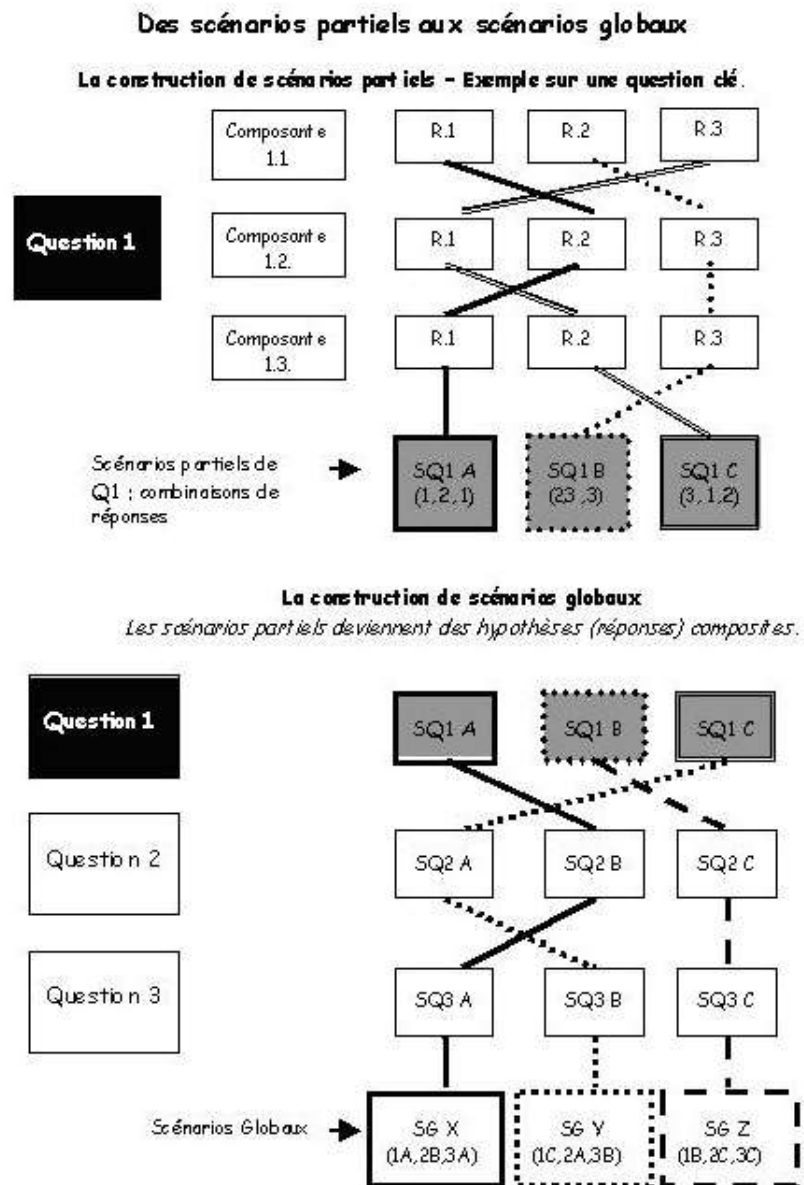 Des scénarios partiels aux scénarios globaux
La construction de scénarios partiels - Exemple sur une question clé.
Composante
1.1
R.1
R.2
R.3
Question 1
Composante
1.2.
R.1
R.2
R.3
Composante
1.3.
R.1
R.2
R.3
Scénarios partiels de
Q1 : combinaisons de
réponses
SQ1 A
(1,2,1)
SQ1 B
(23,3)
SQ1 C
(3,1,2)
La construction de scénarios globaux
Les scénarios partiels deviennent des hypothèses (réponses) composites.
Question 1
SQ1 A
SQ1 B
SQ1 C
Question 2
SQ2 A
SQ2 B
SQ2 C
Question 3
SQ3 A
SQ3 B
SQ3 C
Scénarios Globaux
SG X
(1A,2B,3A)
SG Y
(1C,2A,3B)
SG Z
(1B,2C,3C)